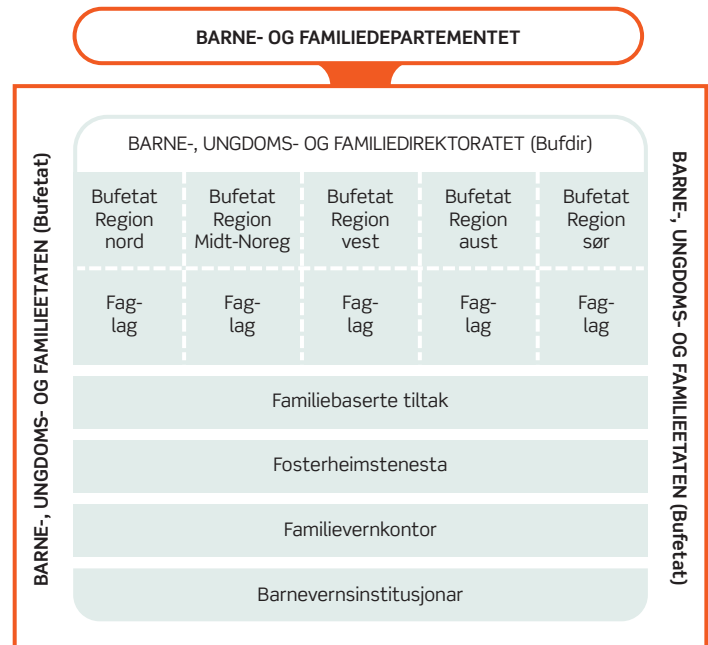 BARNE- OG FAMILIEDEPARTEMENTET
BARNE-, UNGDOMS- OG FAMILIEETATEN (Bufetat)
BARNE-, UNGDOMS- OG FAMILIEDIREKTORATET (Bufdir)
Bufetat
Region
nord
Bufetat
Region
Midt-Noreg
Bufetat
Region
vest
Bufetat
Region
aust
Bufetat
Region
sør
Fag-
lag
Fag-
lag
Fag-
lag
Fag-
lag
Fag-
lag
Familiebaserte tiltak
Fosterheimstenesta
Familievernkontor
Barnevernsinstitusjonar
BARNE-, UNGDOMS- OG FAMILIEETATEN (Bufetat)